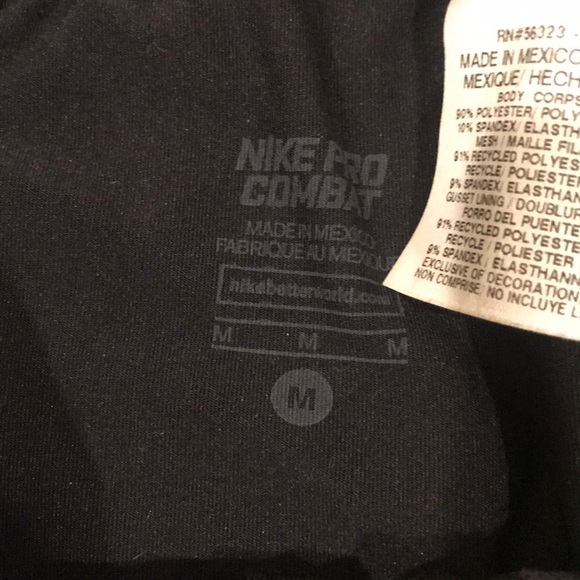 NIKE PRO
COMBAT
MADE IN MEXICO
FABRIQUE AU MEXIQUE
nikebetterworld.com
M M M
M
RN#56323 -
MADE IN MEXICO
MEXIQUE/ HECH
BODY CORPS
90% POLYESTER/ POLY
10% SPANDEX/ ELASTH
MESH / MAILLE FIL
91% RECYCLED POLYES
RECYCLE/ POLIESTER
9% SPANDEX/ ELASTHAN
GUSSET LINING / DOUBLUR
FORRO DEL PUENTE
91% RECYCLED POLYESTE
RECYCLE / POLIESTER
9% SPANDEX / ELASTHANN
EXCLUSIVE OF DECORATION
NON COMPRISE/ NO INCLUYE L